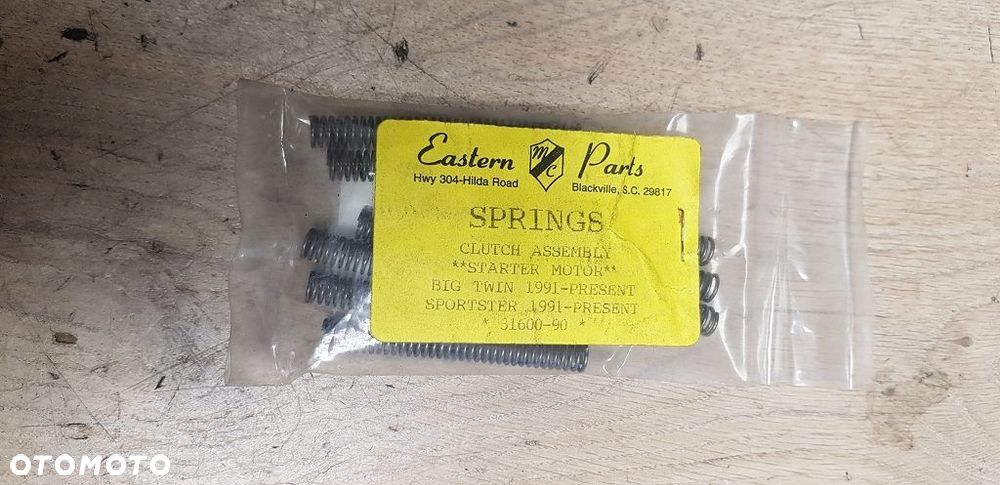 Eastern MC Parts
Hwy 304-Hilda Road
Blackville, S.C. 29817
SPRINGS
CLUTCH ASSEMBLY
**STARTER MOTOR**
BIG TWIN 1991-PRESENT
SPORTSTER 1991-PRESENT
* 31600-90 *
OTOMOTO